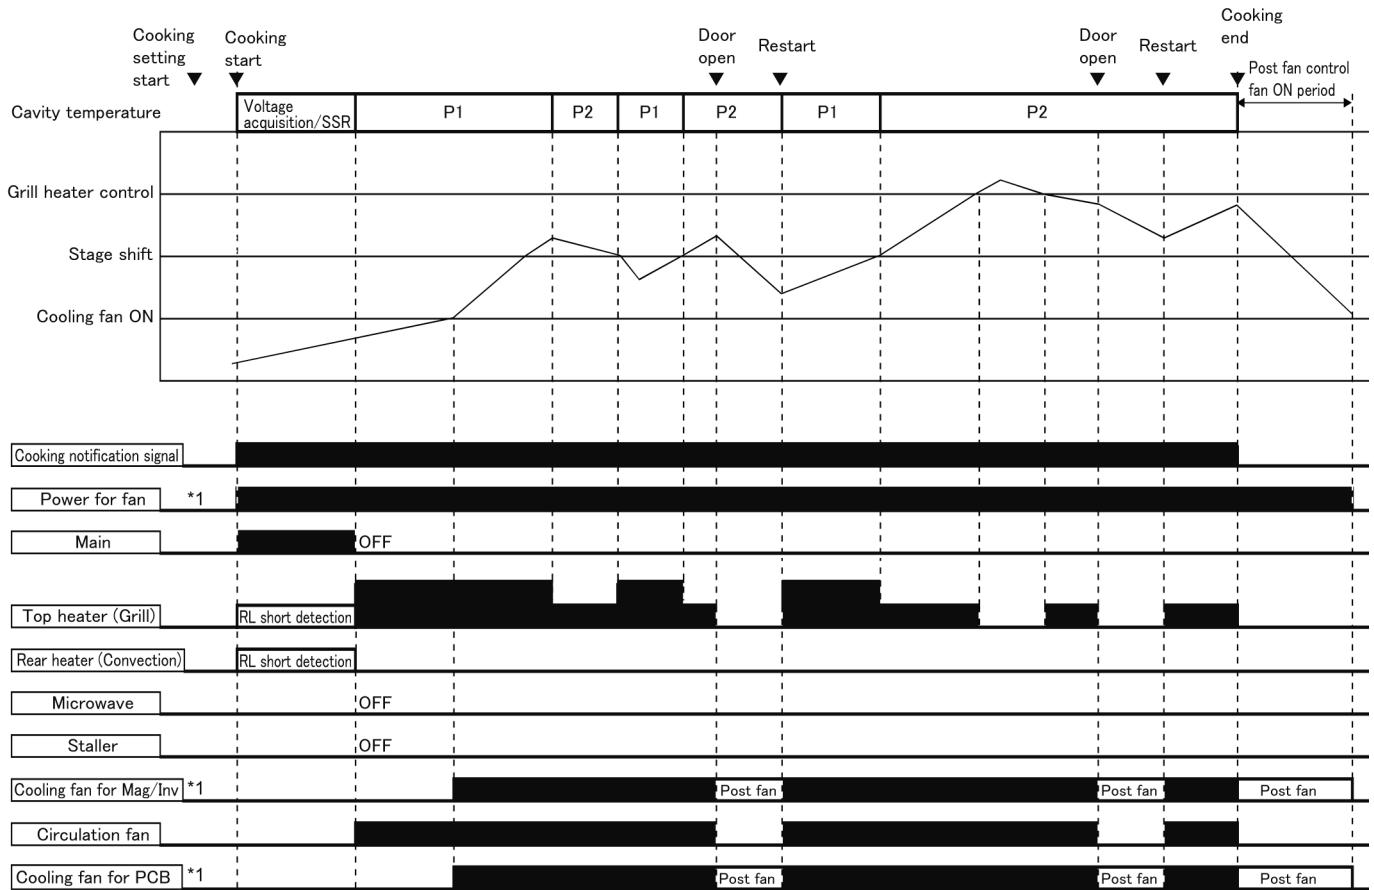 Cooking
setting
start
Cooking
start
Door
open
Restart
Door
open
Restart
Cooking
end
Post fan control
fan ON period
Cavity temperature
Voltage
acquisition/SSR
P1
P2
P1
P2
P1
P2
Grill heater control
Stage shift
Cooling fan ON
Cooking notification signal
Power for fan *1
Main OFF
Top heater (Grill) RL short detection
Rear heater (Convection) RL short detection
Microwave OFF
Staller OFF
Cooling fan for Mag/Inv *1 Post fan Post fan Post fan
Circulation fan
Cooling fan for PCB *1 Post fan Post fan Post fan